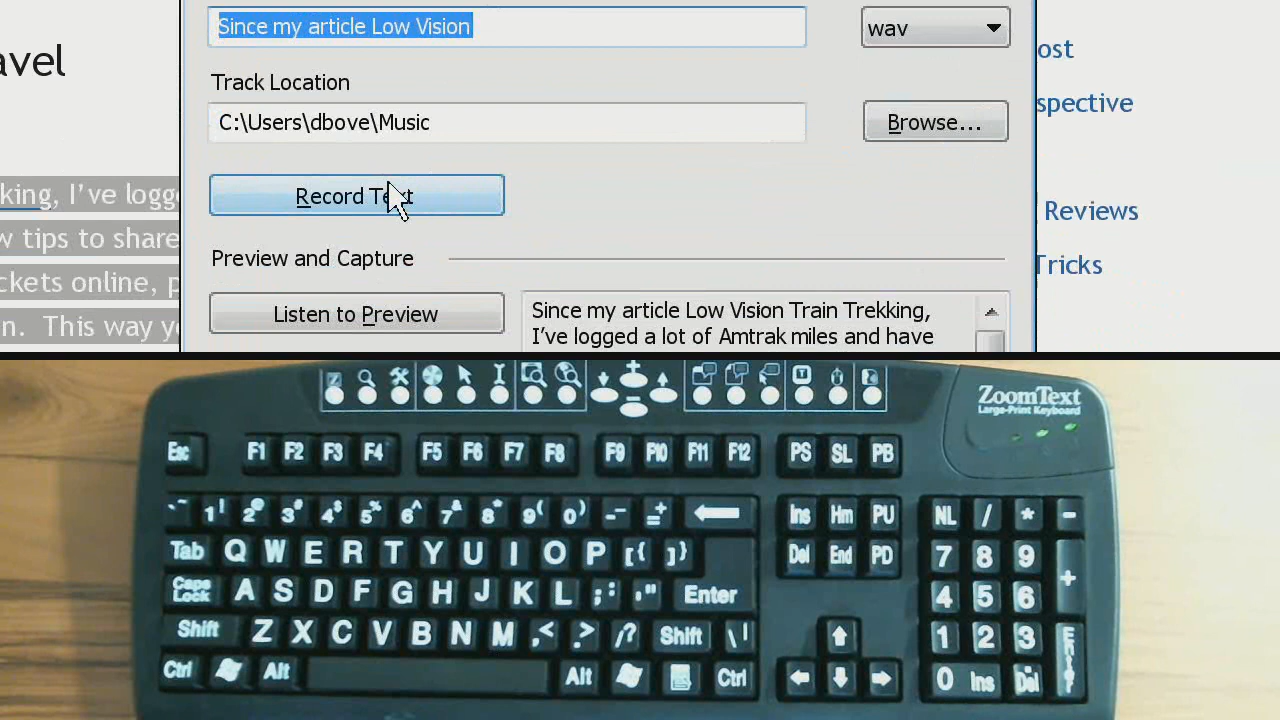 Since my article Low Vision
wav
ost
avel
Track Location
spective
C:\Users\dbove\Music
Browse...
king, I've logg
Record Text
Reviews
w tips to share
Preview and Capture
Tricks
ckets online, p
Listen to Preview
Since my article Low Vision Train Trekking,
I've logged a lot of Amtrak miles and have
n. This way y
ZoomText
Large-Print Keyboard
Esc F1 F2 F3 F4 F5 F6 F7 F8 F9 F10 F11 F12 PS SL PB
`~ 1! 2@ 3# 4$ 5% 6^ 7& 8* 9( 0) -_ =+ Ins Hm PU NL / * -
Tab Q W E R T Y U I O P [{ ]} Del End PD 7 8 9 +
Caps Lock A S D F G H J K L ;: '" Enter 4 5 6
Shift Z X C V B N M ,< .> /? Shift \| 1 2 3 Enter
Ctrl Alt Alt Ctrl 0 Ins Del